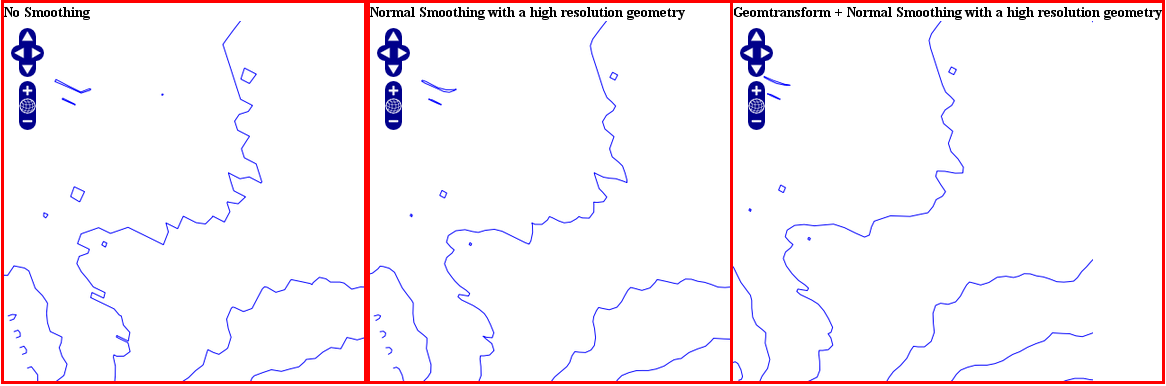 No Smoothing
Normal Smoothing with a high resolution geometry
Geomtransform + Normal Smoothing with a high resolution geometry